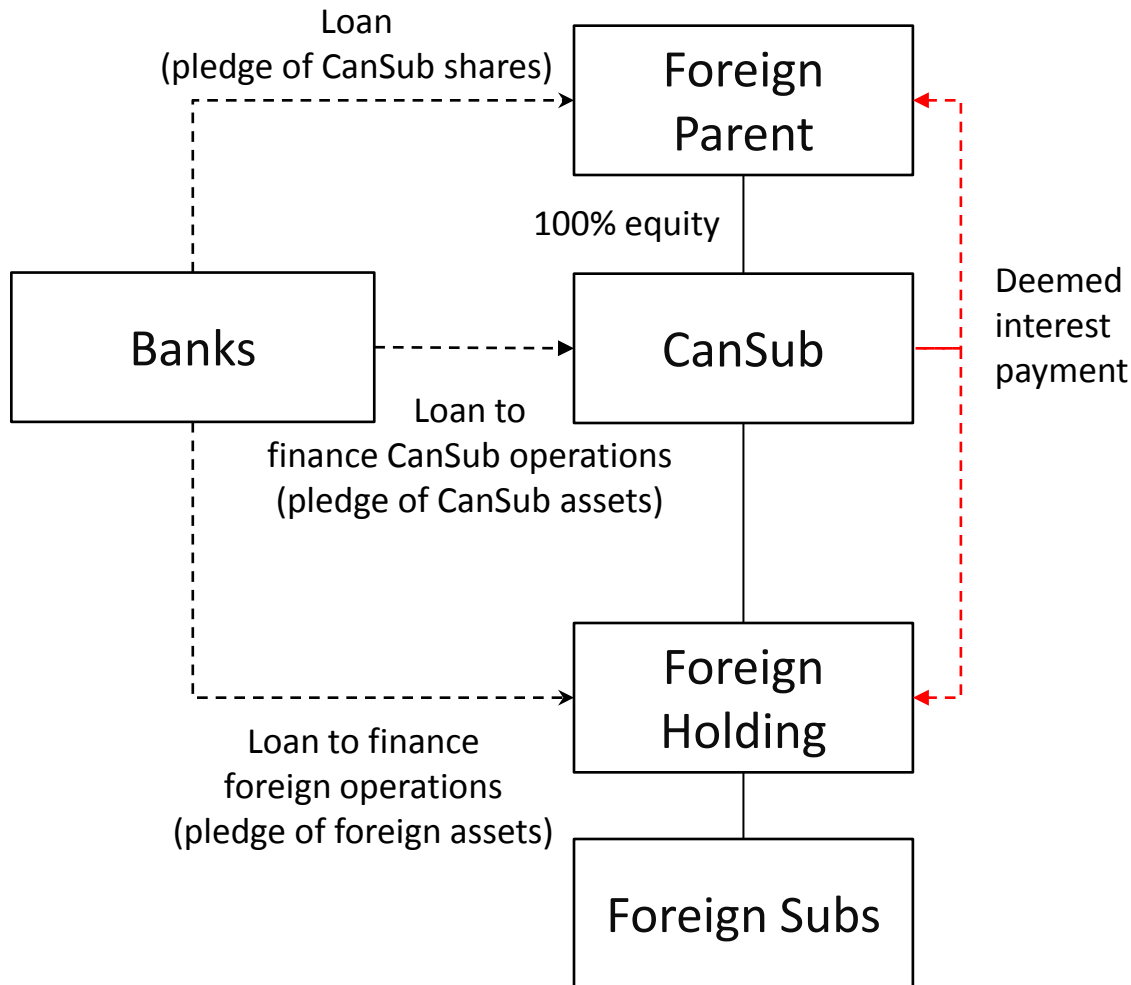 Loan
(pledge of CanSub shares)
Foreign
Parent
100% equity
Deemed
interest
payment
Banks
CanSub
Loan to
finance CanSub operations
(pledge of CanSub assets)
Foreign
Holding
Loan to finance
foreign operations
(pledge of foreign assets)
Foreign Subs